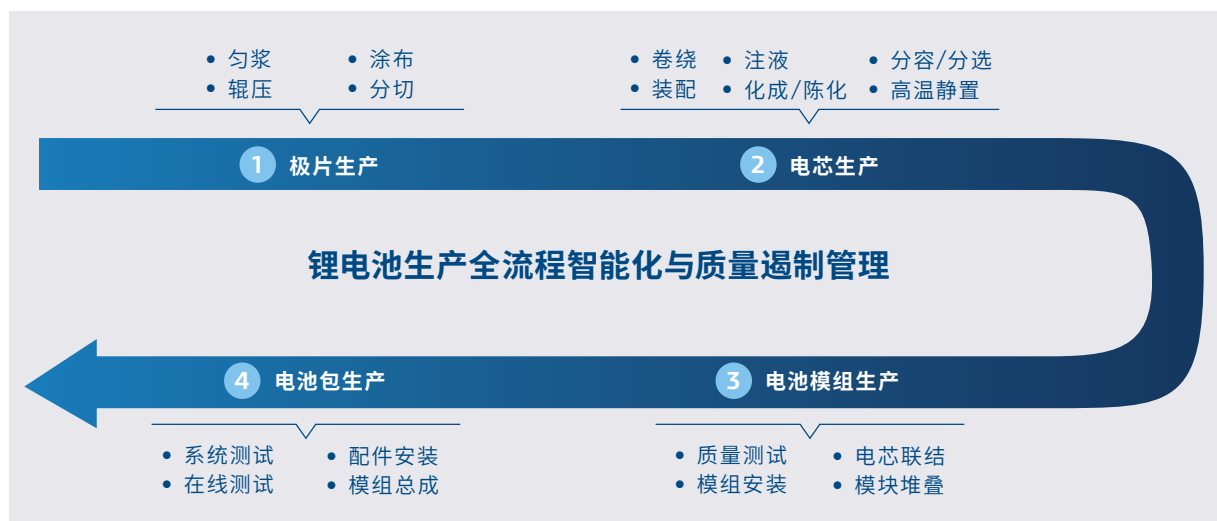 • 匀浆 • 涂布
• 辊压 • 分切
• 卷绕 • 注液 • 分容/分选
• 装配 • 化成/陈化 • 高温静置
1 极片生产
2 电芯生产
锂电池生产全流程智能化与质量遏制管理
4 电池包生产
3 电池模组生产
• 系统测试 • 配件安装
• 在线测试 • 模组总成
• 质量测试 • 电芯联结
• 模组安装 • 模块堆叠